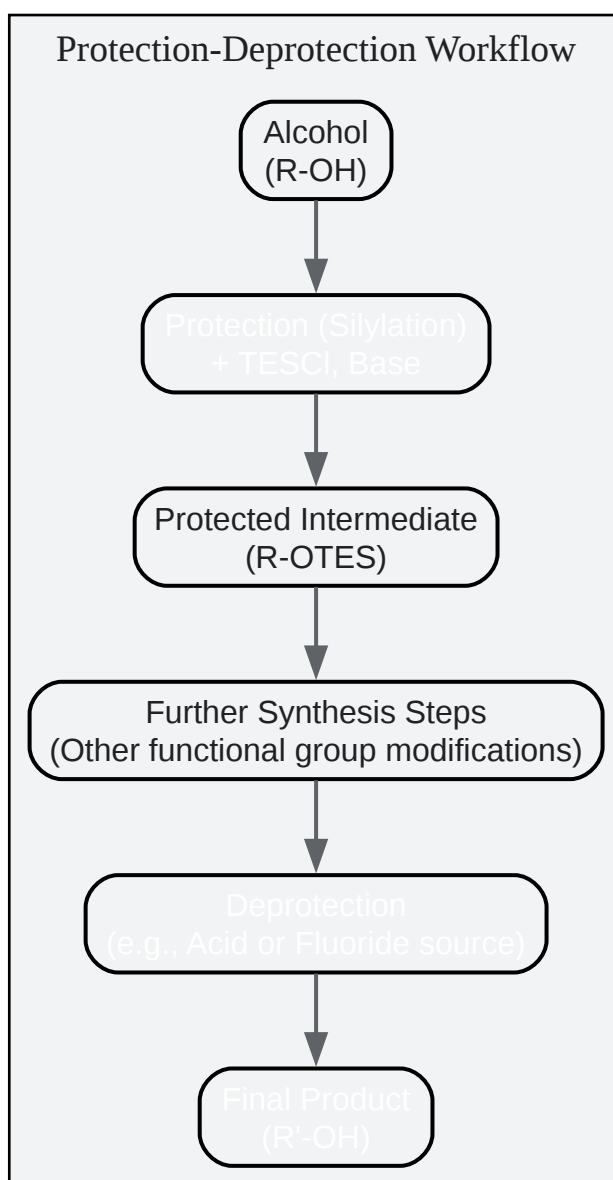 Protection-Deprotection Workflow
Alcohol
(R-OH)
Protection (Silylation)
+ TESCl, Base
Protected Intermediate
(R-OTES)
Further Synthesis Steps
(Other functional group modifications)
Deprotection
(e.g., Acid or Fluoride source)
Final Product
(R'-OH)